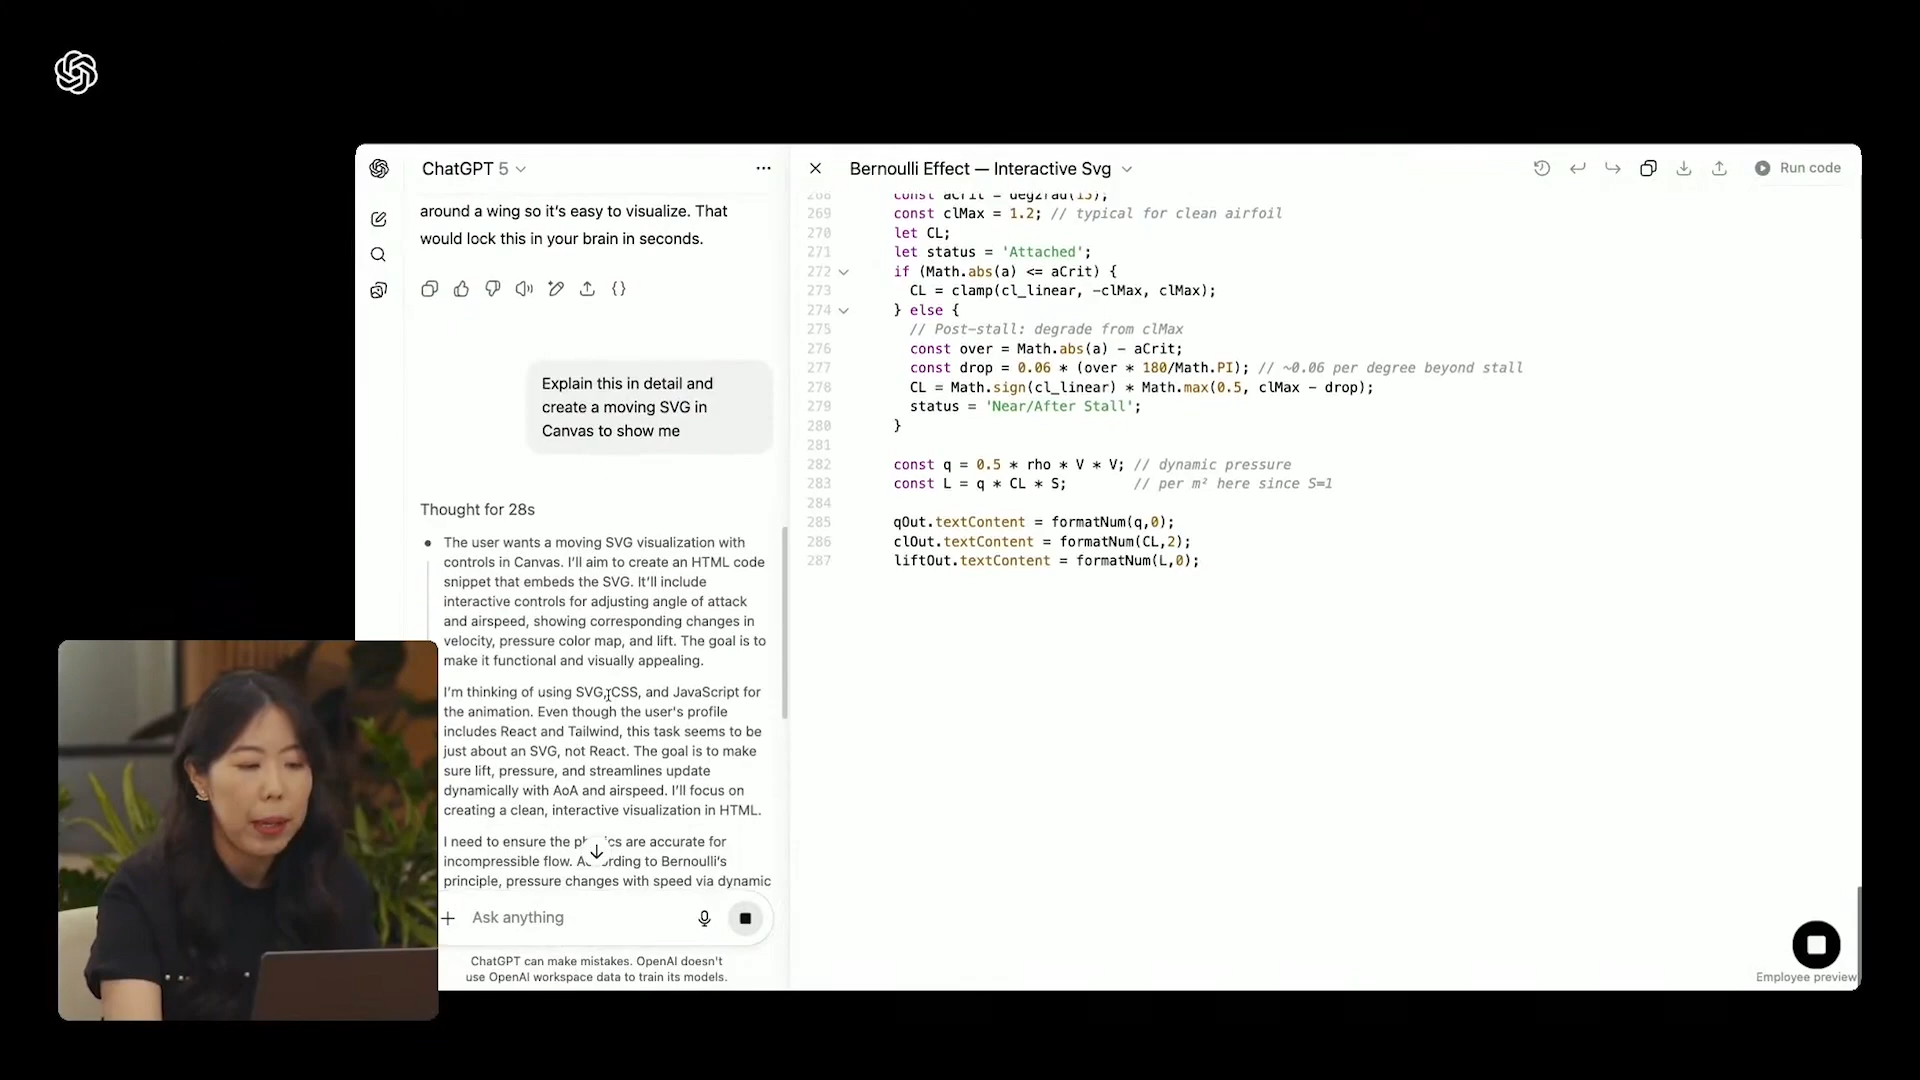 ChatGPT 5
around a wing so it's easy to visualize. That
would lock this in your brain in seconds.
Explain this in detail and
create a moving SVG in
Canvas to show me
Thought for 28s
The user wants a moving SVG visualization with
controls in Canvas. I'll aim to create an HTML code
snippet that embeds the SVG. It'll include
interactive controls for adjusting angle of attack
and airspeed, showing corresponding changes in
velocity, pressure color map, and lift. The goal is to
make it functional and visually appealing.
I'm thinking of using SVG, CSS, and JavaScript for
the animation. Even though the user's profile
includes React and Tailwind, this task seems to be
just about an SVG, not React. The goal is to make
sure lift, pressure, and streamlines update
dynamically with AoA and airspeed. I'll focus on
creating a clean, interactive visualization in HTML.
I need to ensure the physics are accurate for
incompressible flow. According to Bernoulli's
principle, pressure changes with speed via dynamic
Ask anything
ChatGPT can make mistakes. OpenAI doesn't
use OpenAI workspace data to train its models.
Bernoulli Effect — Interactive Svg
Run code
268 const aCrit = deg2rad(15);
269 const clMax = 1.2; // typical for clean airfoil
270 let CL;
271 let status = 'Attached';
272 if (Math.abs(a) <= aCrit) {
273 CL = clamp(cl_linear, -clMax, clMax);
274 } else {
275 // Post-stall: degrade from clMax
276 const over = Math.abs(a) - aCrit;
277 const drop = 0.06 * (over * 180/Math.PI); // ~0.06 per degree beyond stall
278 CL = Math.sign(cl_linear) * Math.max(0.5, clMax - drop);
279 status = 'Near/After Stall';
280 }
281
282 const q = 0.5 * rho * V * V; // dynamic pressure
283 const L = q * CL * S; // per m² here since S=1
284
285 qOut.textContent = formatNum(q,0);
286 clOut.textContent = formatNum(CL,2);
287 liftOut.textContent = formatNum(L,0);
Employee preview